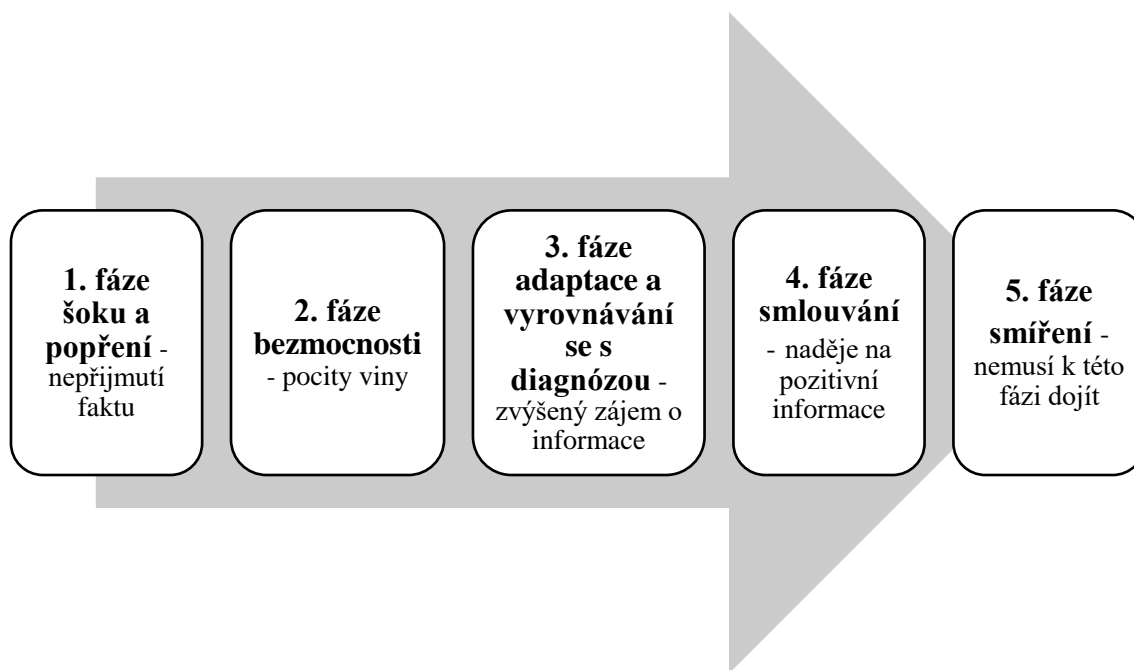 1. fáze
šoku a
popření -
nepřijmutí
faktu
2. fáze
bezmocnosti
- pocity viny
3. fáze
adaptace a
vyrovnávání
se s
diagnózou -
zvýšený zájem o
informace
4. fáze
smlouvání
- naděje na
pozitivní
informace
5. fáze
smíření -
nemusí k této
fázi dojít